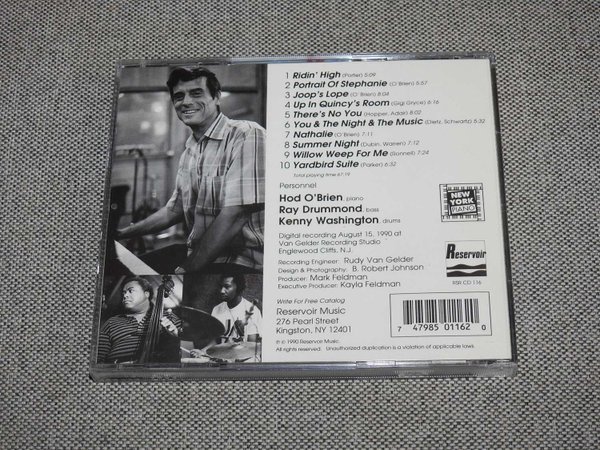 1 Ridin' High (Porter) 5:09
2 Portrait Of Stephanie (O'Brien) 5:57
3 Joop's Lope (O'Brien) 8:04
4 Up In Quincy's Room (Gigi Gryce) 6:16
5 There's No You (Hopper, Adair) 8:02
6 You & The Night & The Music (Dietz, Schwartz) 5:32
7 Nathalie (O'Brien) 7:11
8 Summer Night (Dubin, Warren) 7:12
9 Willow Weep For Me (Bonnell) 7:24
10 Yardbird Suite (Parker) 6:32
Total playing time 67:19
Personnel
Hod O'Brien, piano
Ray Drummond, bass
Kenny Washington, drums
Digital recording August 15, 1990 at
Van Gelder Recording Studio
Englewood Cliffs, N.J.
Recording Engineer: Rudy Van Gelder
Design & Photography: B. Robert Johnson
Producer: Mark Feldman
Executive Producer: Kayla Feldman
NEW
YORK
PIANO
Reservoir
RSR CD 116
Write For Free Catalog
Reservoir Music
276 Pearl Street
Kingston, NY 12401
℗ © 1990 Reservoir Music.
All rights reserved. Unauthorized duplication is a violation of applicable laws.
7 47985 01162 0